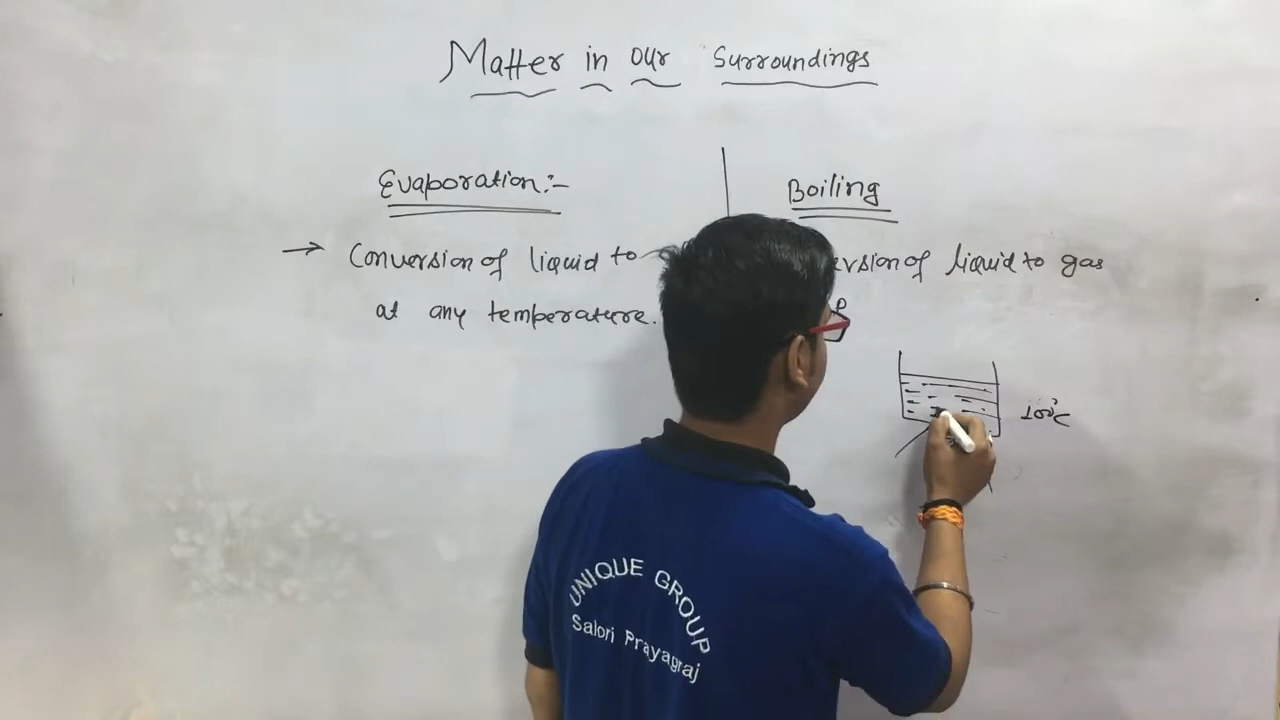 Matter in our Surroundings
Evaporation:-
→ Conversion of liquid to
at any temperature.
Boiling
ersion of liquid to gas
100°C
UNIQUE GROUP
Salori Prayagraj